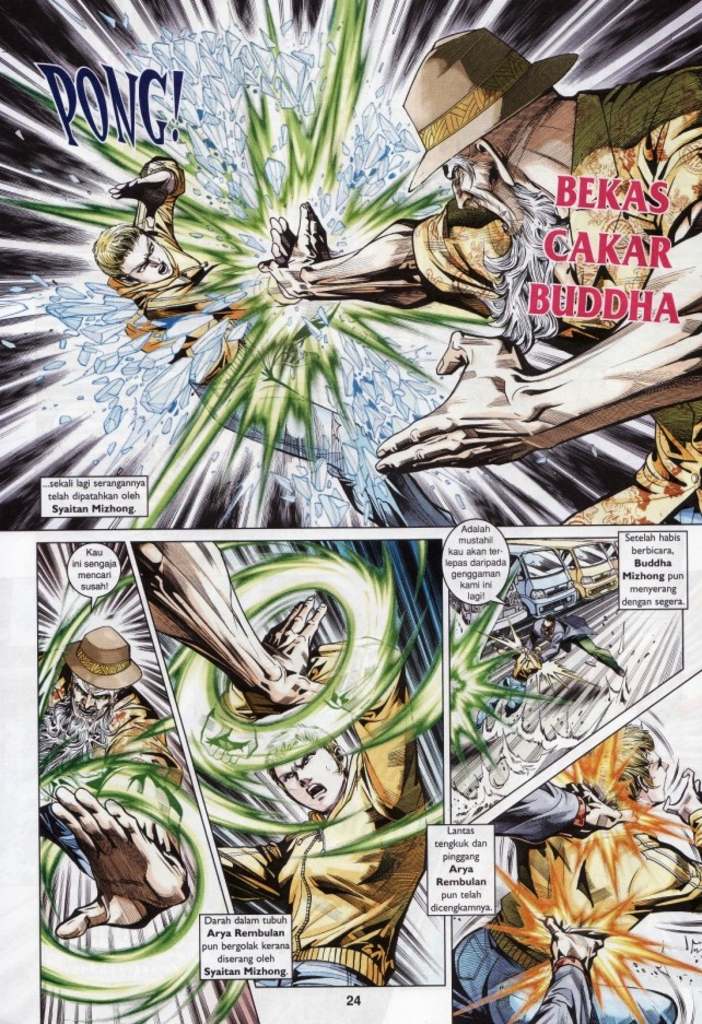 PONG!
BEKAS
CAKAR
BUDDHA
...sekali lagi serangannya
telah dipatahkan oleh
Syaitan Mizhong.
Kau
ini sengaja
mencari
susah!
Darah dalam tubuh
Arya Rembulan
pun bergolak kerana
diserang oleh
Syaitan Mizhong.
Adalah
mustahil
kau akan ter-
lepas daripada
genggaman
kami ini
lagi!
Setelah habis
berbicara,
Buddha
Mizhong pun
menyerang
dengan segera.
Lantas
tengkuk dan
pinggang
Arya
Rembulan
pun telah
dicengkamnya.
24